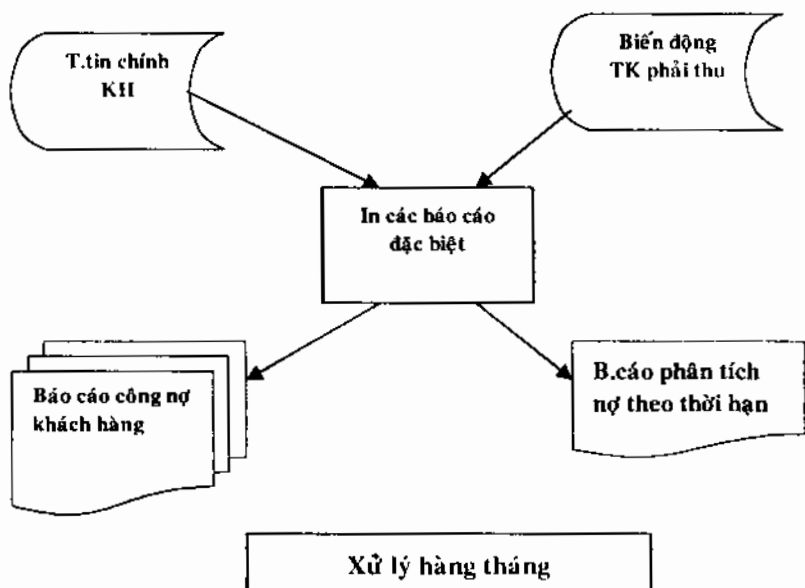 T.tin chính
KH
Biến động
TK phải thu
In các báo cáo
đặc biệt
Báo cáo công nợ
khách hàng
B.cáo phân tích
nợ theo thời hạn
Xử lý hàng tháng